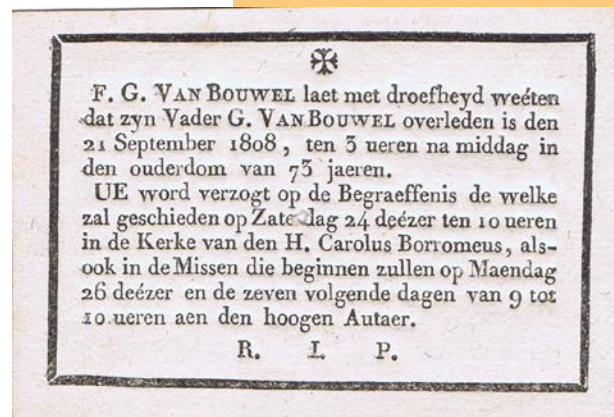 F. G. VAN BOUWEL laet met droefheyd weéten
dat zyn Vader G. VAN BOUWEL overleden is den
21 September 1808, ten 3 ueren na middag in
den ouderdom van 73 jaeren.
UE word verzogt op de Begraeffenis de welke
zal geschieden op Zaterdag 24 deézer ten 10 ueren
in de Kerke van den H. Carolus Borromeus, als-
ook in de Missen die beginnen zullen op Maendag
26 deézer en de zeven volgende dagen van 9 tot
10 ueren aen den hoogen Autaer.
R. I. P.